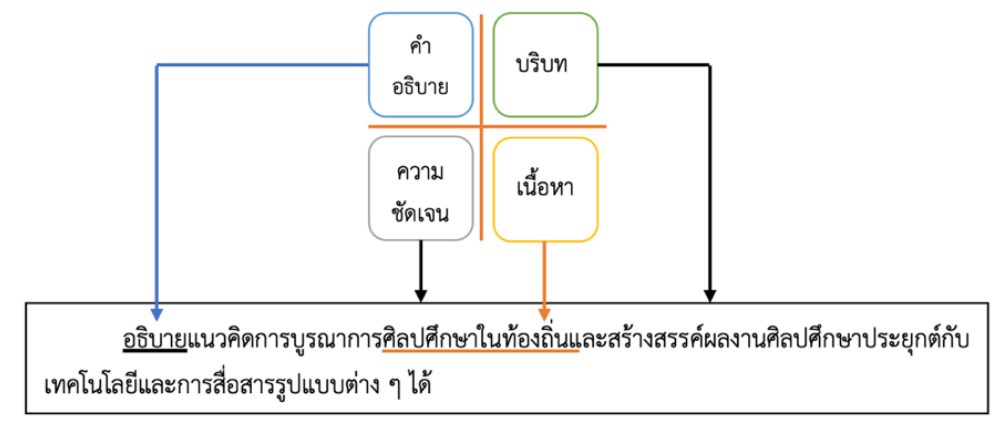 คำ
อธิบาย
บริบท
ความ
ชัดเจน
เนื้อหา
อธิบายแนวคิดการบูรณาการศิลปศึกษาในท้องถิ่นและสร้างสรรค์ผลงานศิลปศึกษาประยุกต์กับ
เทคโนโลยีและการสื่อสารรูปแบบต่าง ๆ ได้